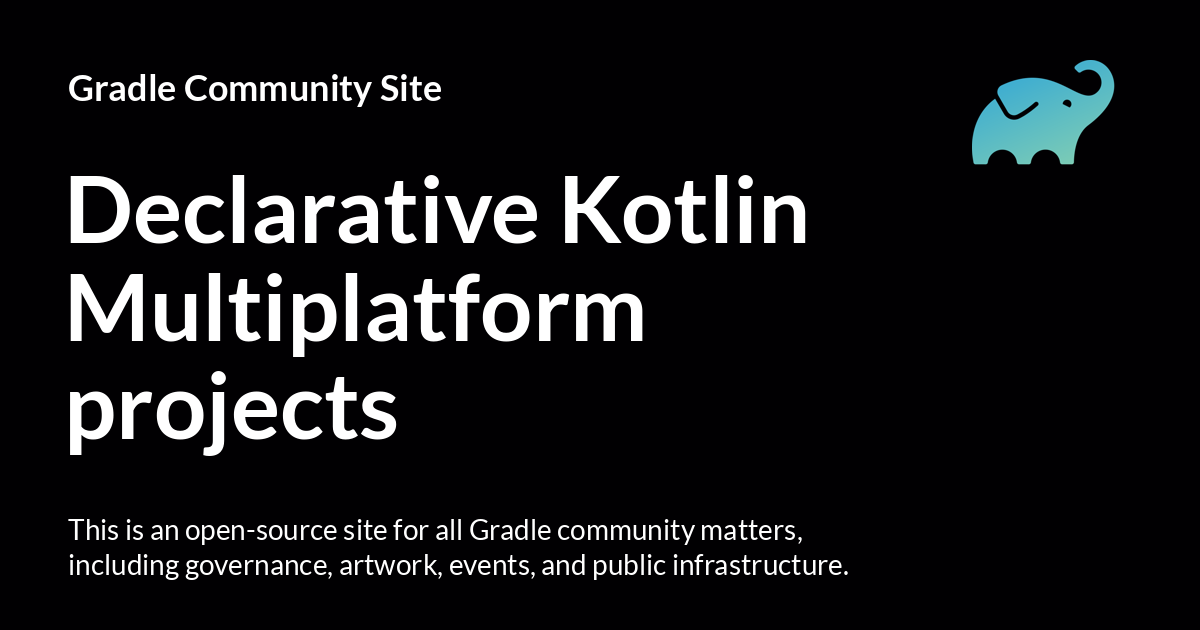 Gradle Community Site
Declarative Kotlin
Multiplatform
projects
This is an open-source site for all Gradle community matters,
including governance, artwork, events, and public infrastructure.